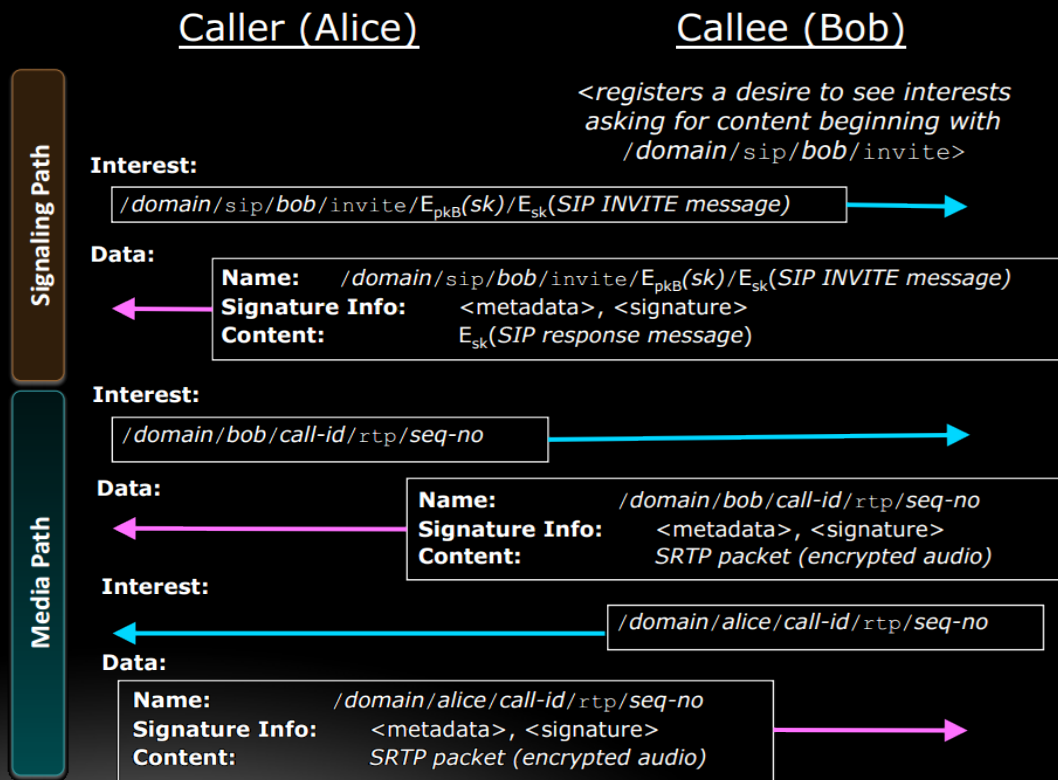 Caller (Alice)
Callee (Bob)
Signaling Path
<registers a desire to see interests
asking for content beginning with
/domain/sip/bob/invite>
Interest:
/domain/sip/bob/invite/EpkB(sk)/Esk(SIP INVITE message)
Data:
Name: /domain/sip/bob/invite/EpkB(sk)/Esk(SIP INVITE message)
Signature Info: <metadata>, <signature>
Content: Esk(SIP response message)
Media Path
Interest:
/domain/bob/call-id/rtp/seq-no
Data:
Name: /domain/bob/call-id/rtp/seq-no
Signature Info: <metadata>, <signature>
Content: SRTP packet (encrypted audio)
Interest:
/domain/alice/call-id/rtp/seq-no
Data:
Name: /domain/alice/call-id/rtp/seq-no
Signature Info: <metadata>, <signature>
Content: SRTP packet (encrypted audio)